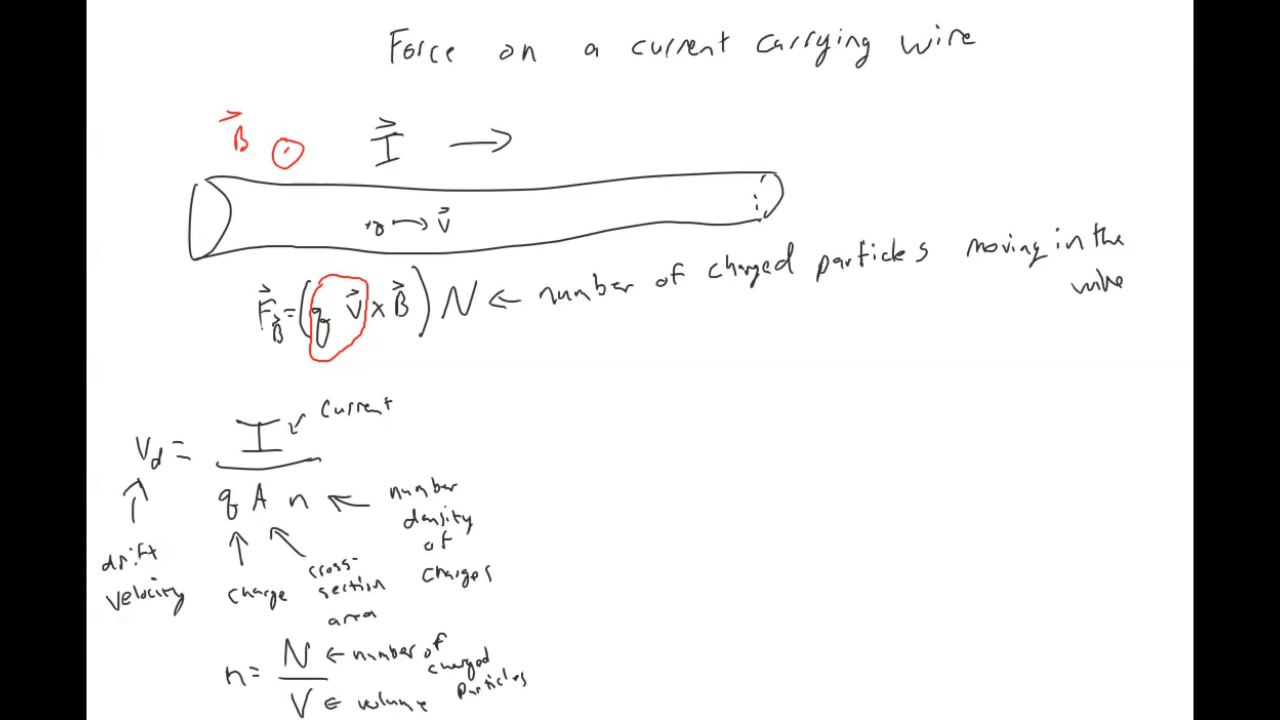 Force on a current carrying wire
B⃗ ⊙ I⃗ →
+q → v⃗
F⃗_B⃗ = (q v⃗ × B⃗) N ← number of charged particles moving in the
wire
V_d = I / (q A n)
current
drift
velocity
charge
cross-
section
area
number
density
of
charges
n = N / V
← number of
charged
particles
← volume